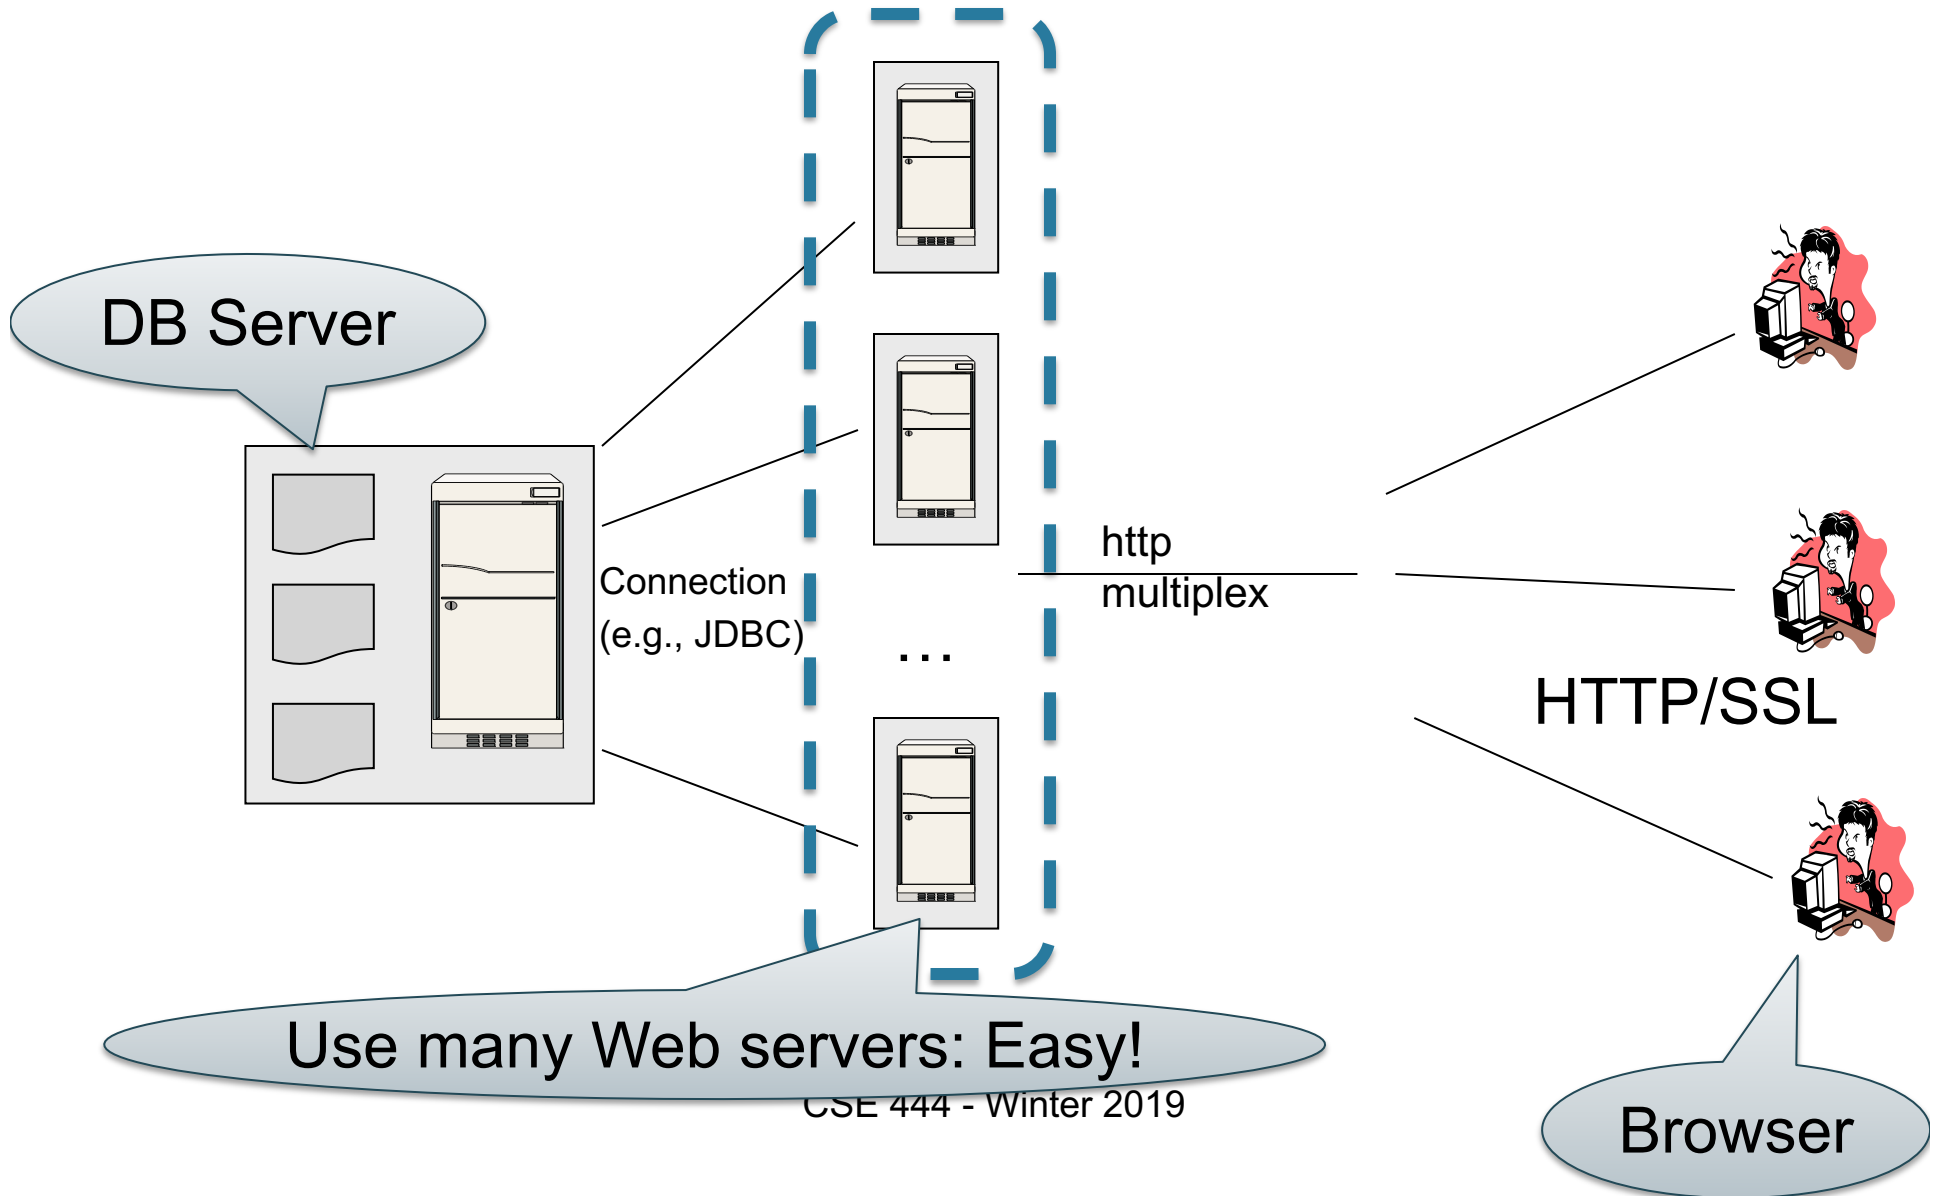 DB Server
Connection
(e.g., JDBC)
…
http
multiplex
HTTP/SSL
Use many Web servers: Easy!
CSE 444 - Winter 2019
Browser